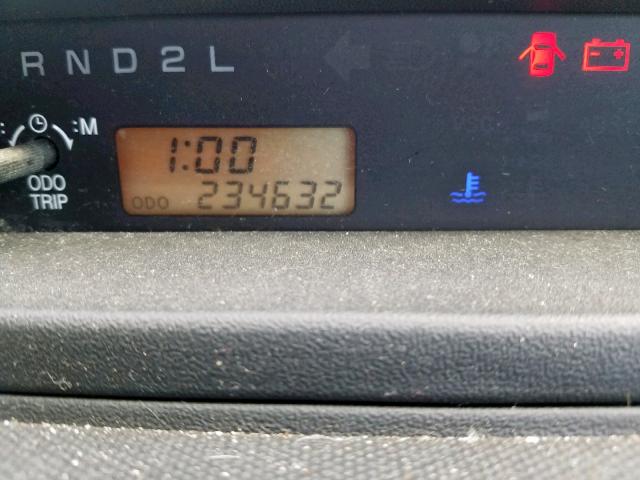 R N D 2 L
:M
1:00
ODO 234632
ODO
TRIP